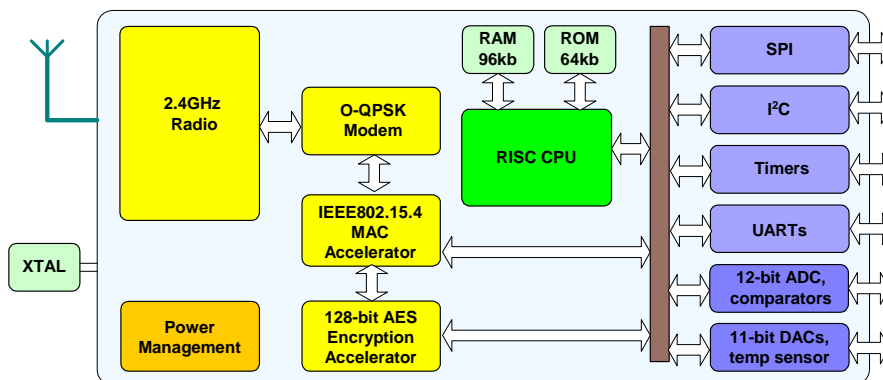 2.4GHz
Radio
O-QPSK
Modem
IEEE802.15.4
MAC
Accelerator
128-bit AES
Encryption
Accelerator
XTAL
Power
Management
RAM
96kb
ROM
64kb
RISC CPU
SPI
I²C
Timers
UARTs
12-bit ADC,
comparators
11-bit DACs,
temp sensor